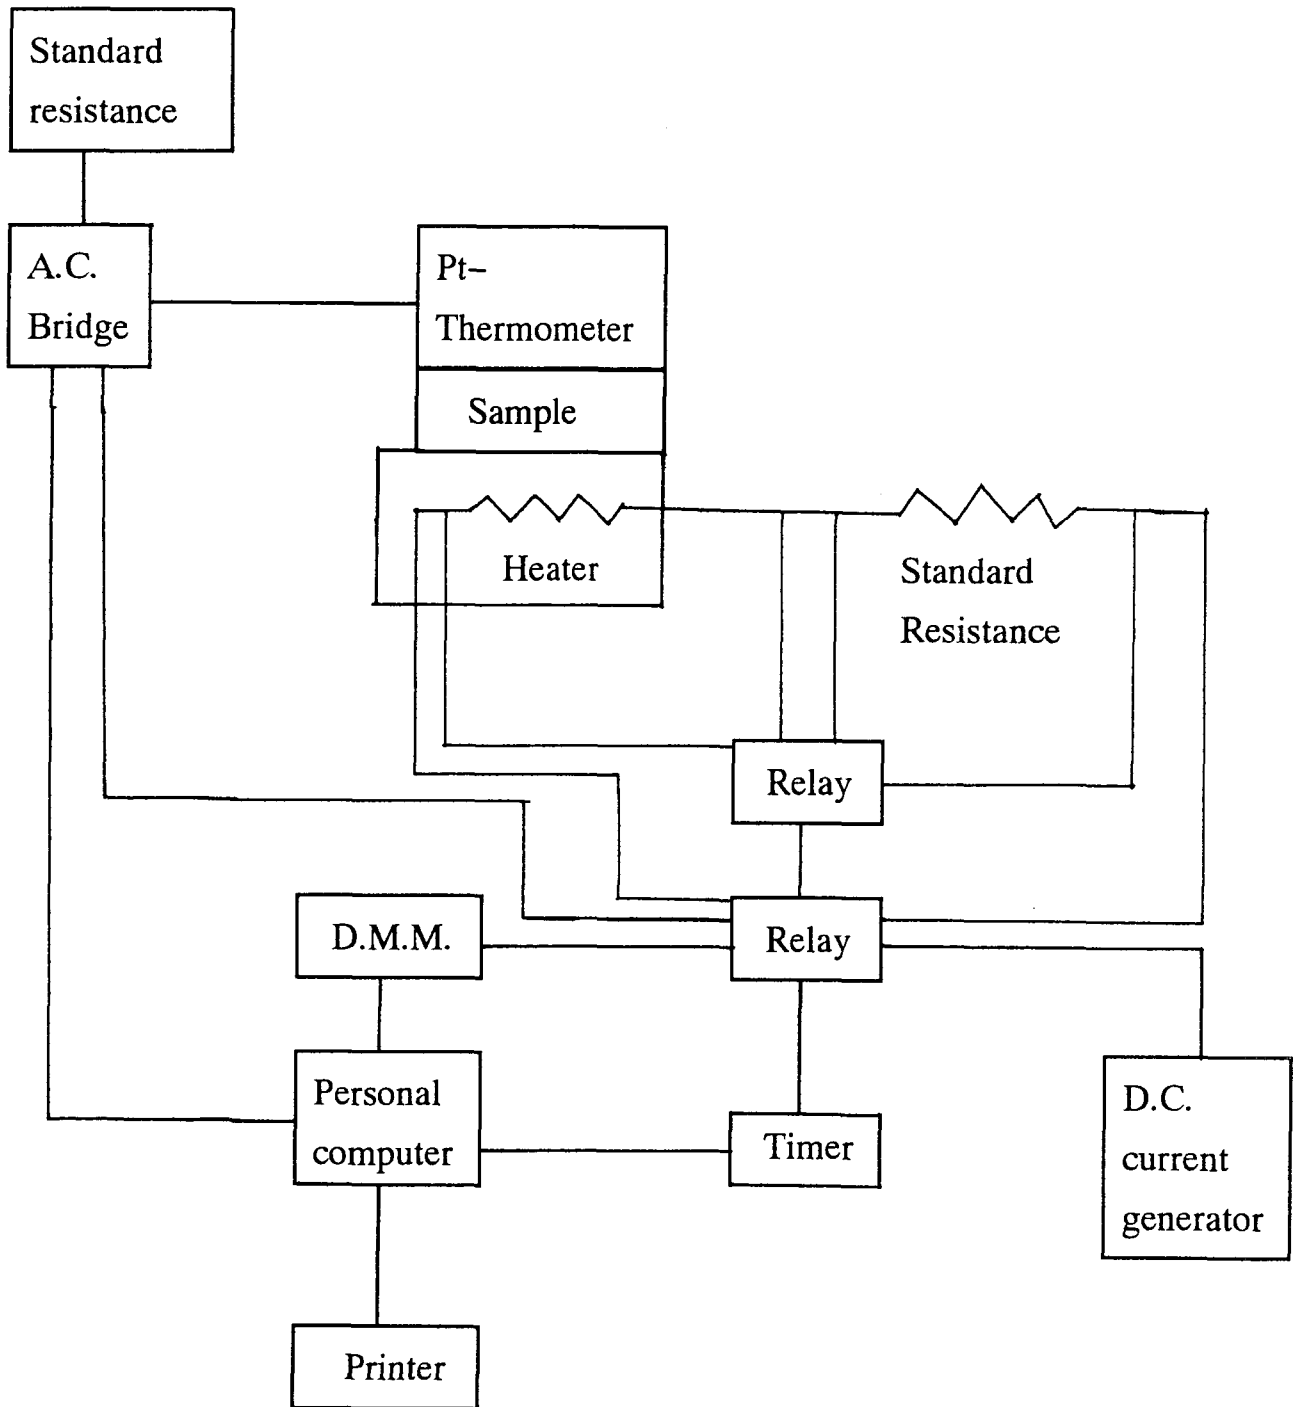 Standard
resistance
A.C.
Bridge
Pt–
Thermometer
Sample
Heater
Standard
Resistance
Relay
D.M.M.
Relay
Personal
computer
Timer
D.C.
current
generator
Printer